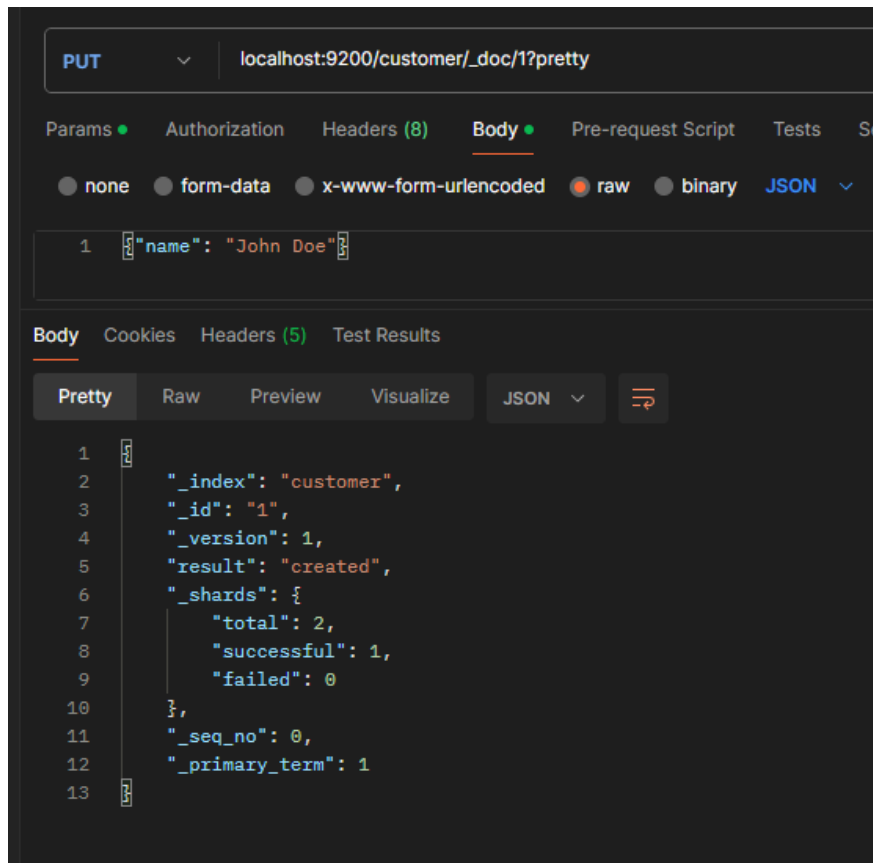 PUT localhost:9200/customer/_doc/1?pretty
Params Authorization Headers (8) Body Pre-request Script Tests
none form-data x-www-form-urlencoded raw binary JSON
1 {"name": "John Doe"}
Body Cookies Headers (5) Test Results
Pretty Raw Preview Visualize JSON
1 {
2 "_index": "customer",
3 "_id": "1",
4 "_version": 1,
5 "result": "created",
6 "_shards": {
7 "total": 2,
8 "successful": 1,
9 "failed": 0
10 },
11 "_seq_no": 0,
12 "_primary_term": 1
13 }